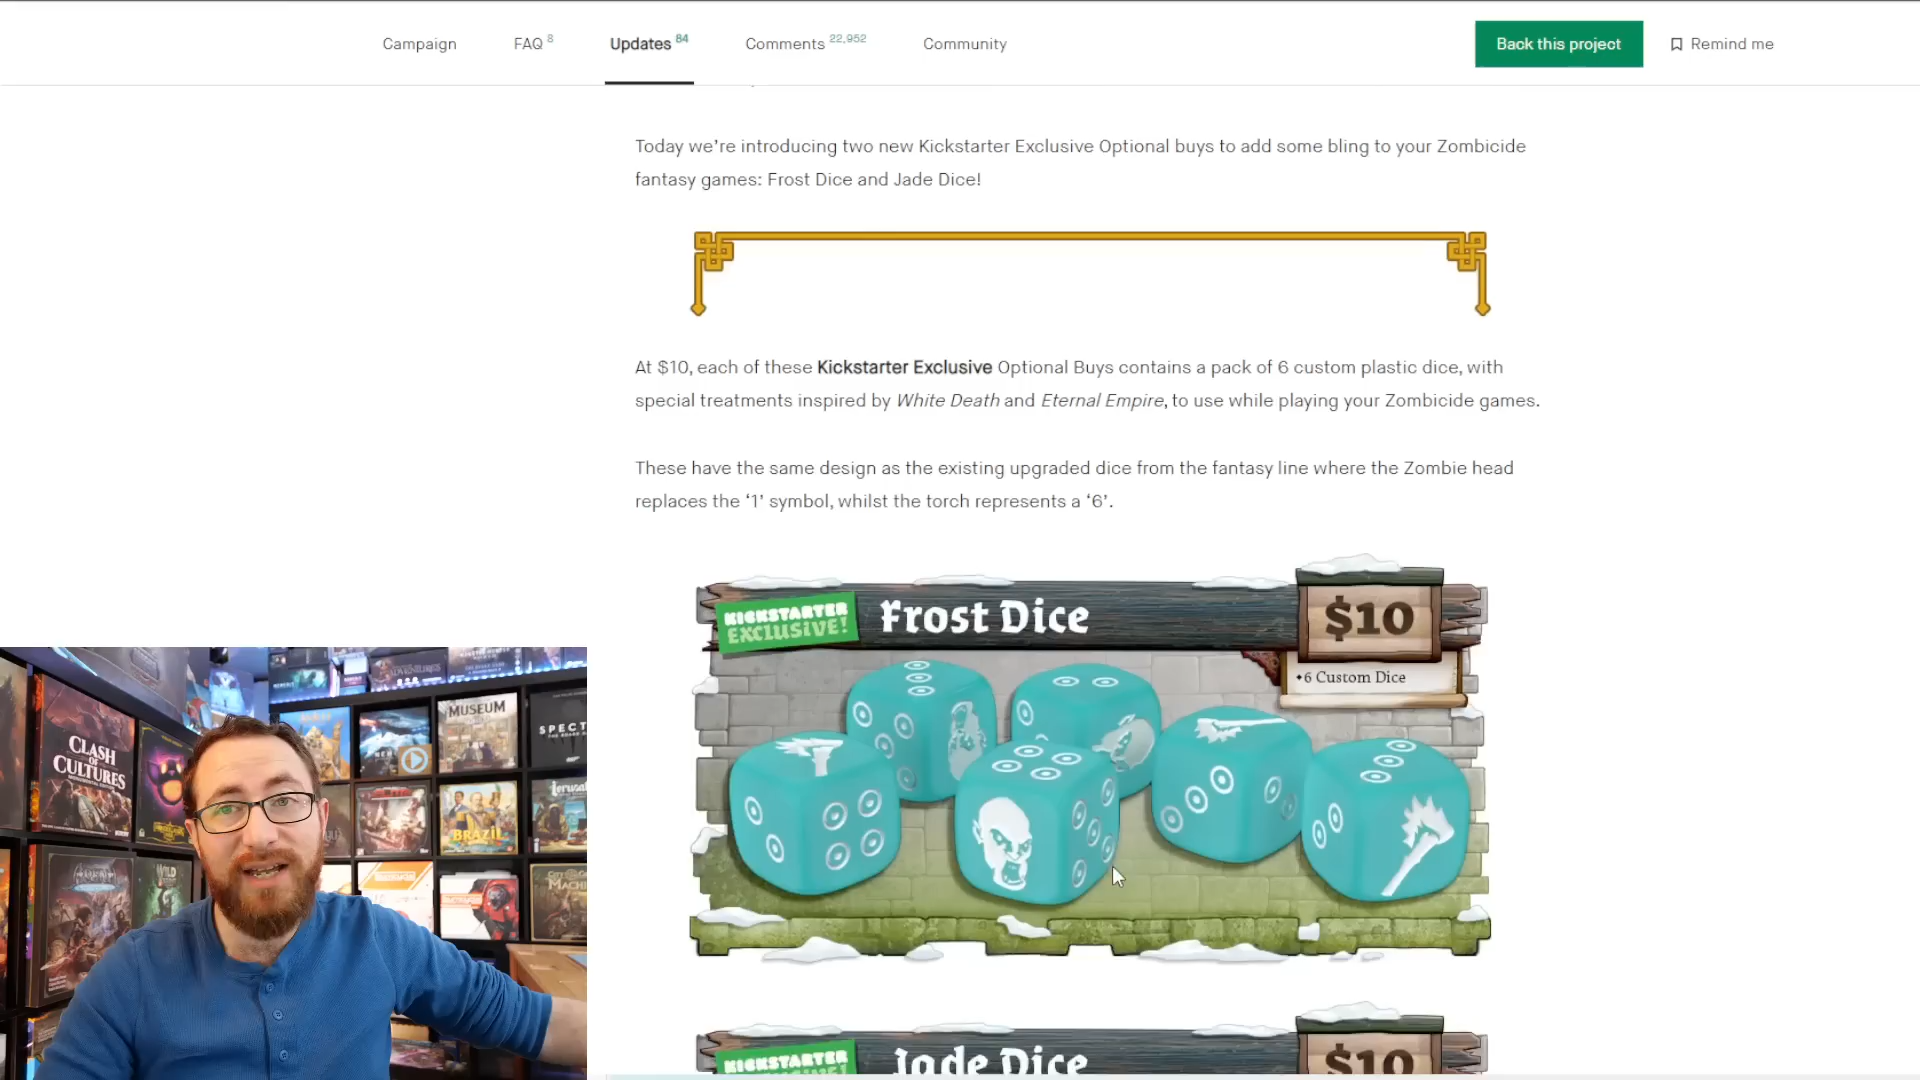 Campaign
FAQ 8
Updates 84
Comments 22,952
Community
Back this project
Remind me
Today we're introducing two new Kickstarter Exclusive Optional buys to add some bling to your Zombicide
fantasy games: Frost Dice and Jade Dice!
At $10, each of these Kickstarter Exclusive Optional Buys contains a pack of 6 custom plastic dice, with
special treatments inspired by White Death and Eternal Empire, to use while playing your Zombicide games.
These have the same design as the existing upgraded dice from the fantasy line where the Zombie head
replaces the ‘1’ symbol, whilst the torch represents a ‘6’.
KICKSTARTER
EXCLUSIVE!
Frost Dice
$10
6 Custom Dice
KICKSTARTER
Jade Dice
$10
CLASH
OF
CULTURES
MUSEUM
SPECT
BRAZIL
WILD